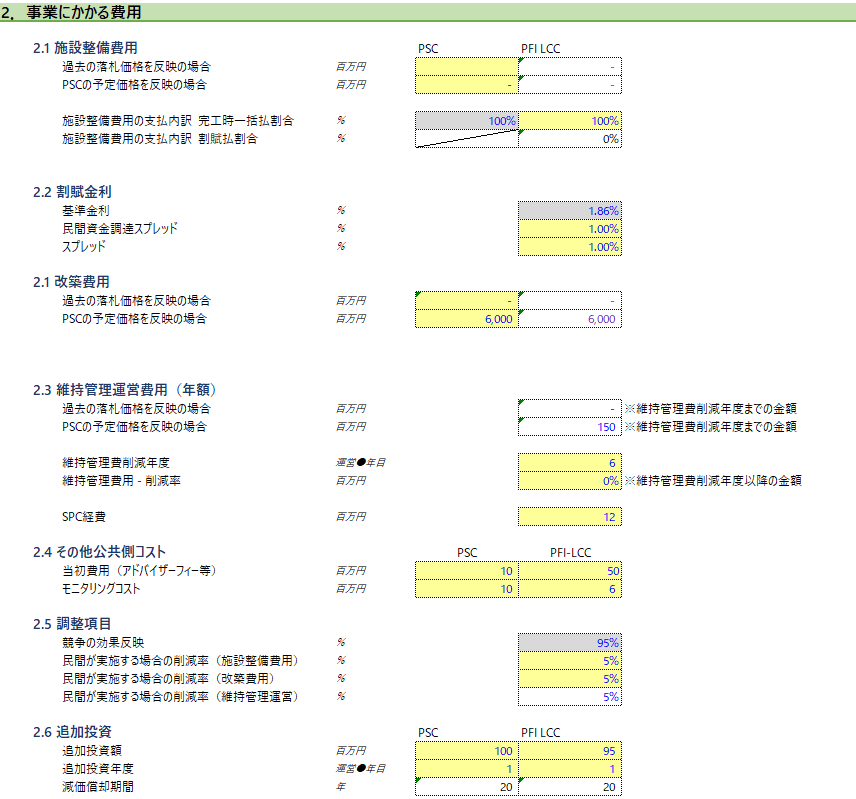 2. 事業にかかる費用
2.1 施設整備費用 PSC PFI LCC
過去の落札価格を反映の場合 百万円 -
PSCの予定価格を反映の場合 百万円 - -
施設整備費用の支払内訳 完工時一括払割合 % 100% 100%
施設整備費用の支払内訳 割賦払割合 % 0%
2.2 割賦金利
基準金利 % 1.86%
民間資金調達スプレッド % 1.00%
スプレッド % 1.00%
2.1 改築費用
過去の落札価格を反映の場合 百万円 - -
PSCの予定価格を反映の場合 百万円 6,000 6,000
2.3 維持管理運営費用（年額）
過去の落札価格を反映の場合 百万円 - ※維持管理費削減年度までの金額
PSCの予定価格を反映の場合 百万円 150 ※維持管理費削減年度までの金額
維持管理費削減年度 運営●年目 6
維持管理費用 - 削減率 百万円 0% ※維持管理費削減年度以降の金額
SPC経費 百万円 12
2.4 その他公共側コスト PSC PFI-LCC
当初費用（アドバイザーフィー等） 百万円 10 50
モニタリングコスト 百万円 10 6
2.5 調整項目
競争の効果反映 % 95%
民間が実施する場合の削減率（施設整備費用） % 5%
民間が実施する場合の削減率（改築費用） % 5%
民間が実施する場合の削減率（維持管理運営） % 5%
2.6 追加投資 PSC PFI LCC
追加投資額 百万円 100 95
追加投資年度 運営●年目 1 1
減価償却期間 年 20 20